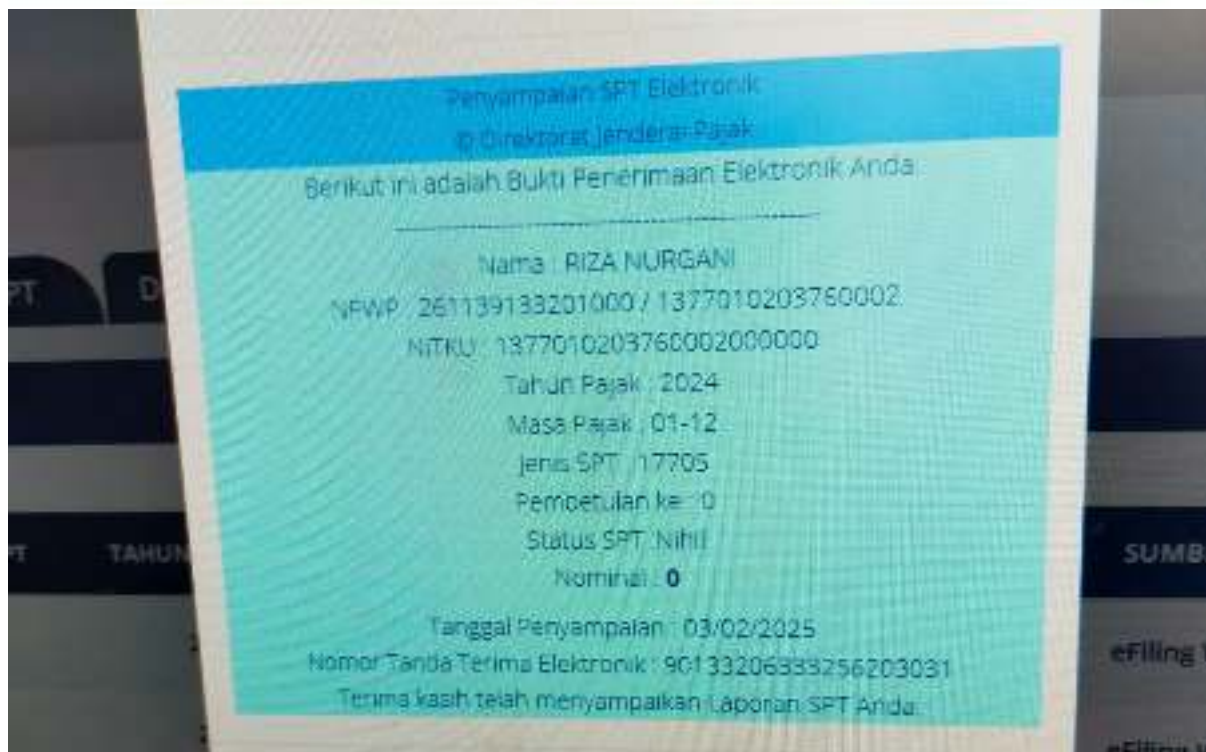 Penyampaian SPT Elektronik
© Direktorat Jenderal Pajak
Berikut ini adalah Bukti Penerimaan Elektronik Anda
Nama : RIZA NURGANI
NPWP : 261139133201000 / 1377010203760002
NITKU : 1377010203760002000000
Tahun Pajak : 2024
Masa Pajak : 01-12
Jenis SPT : 1770S
Pembetulan ke : 0
Status SPT : Nihil
Nominal : 0
Tanggal Penyampaian : 03/02/2025
Nomor Tanda Terima Elektronik : 90133206333256203031
Terima kasih telah menyampaikan Laporan SPT Anda
PT
D
TAHUN
SUMB
eFiling